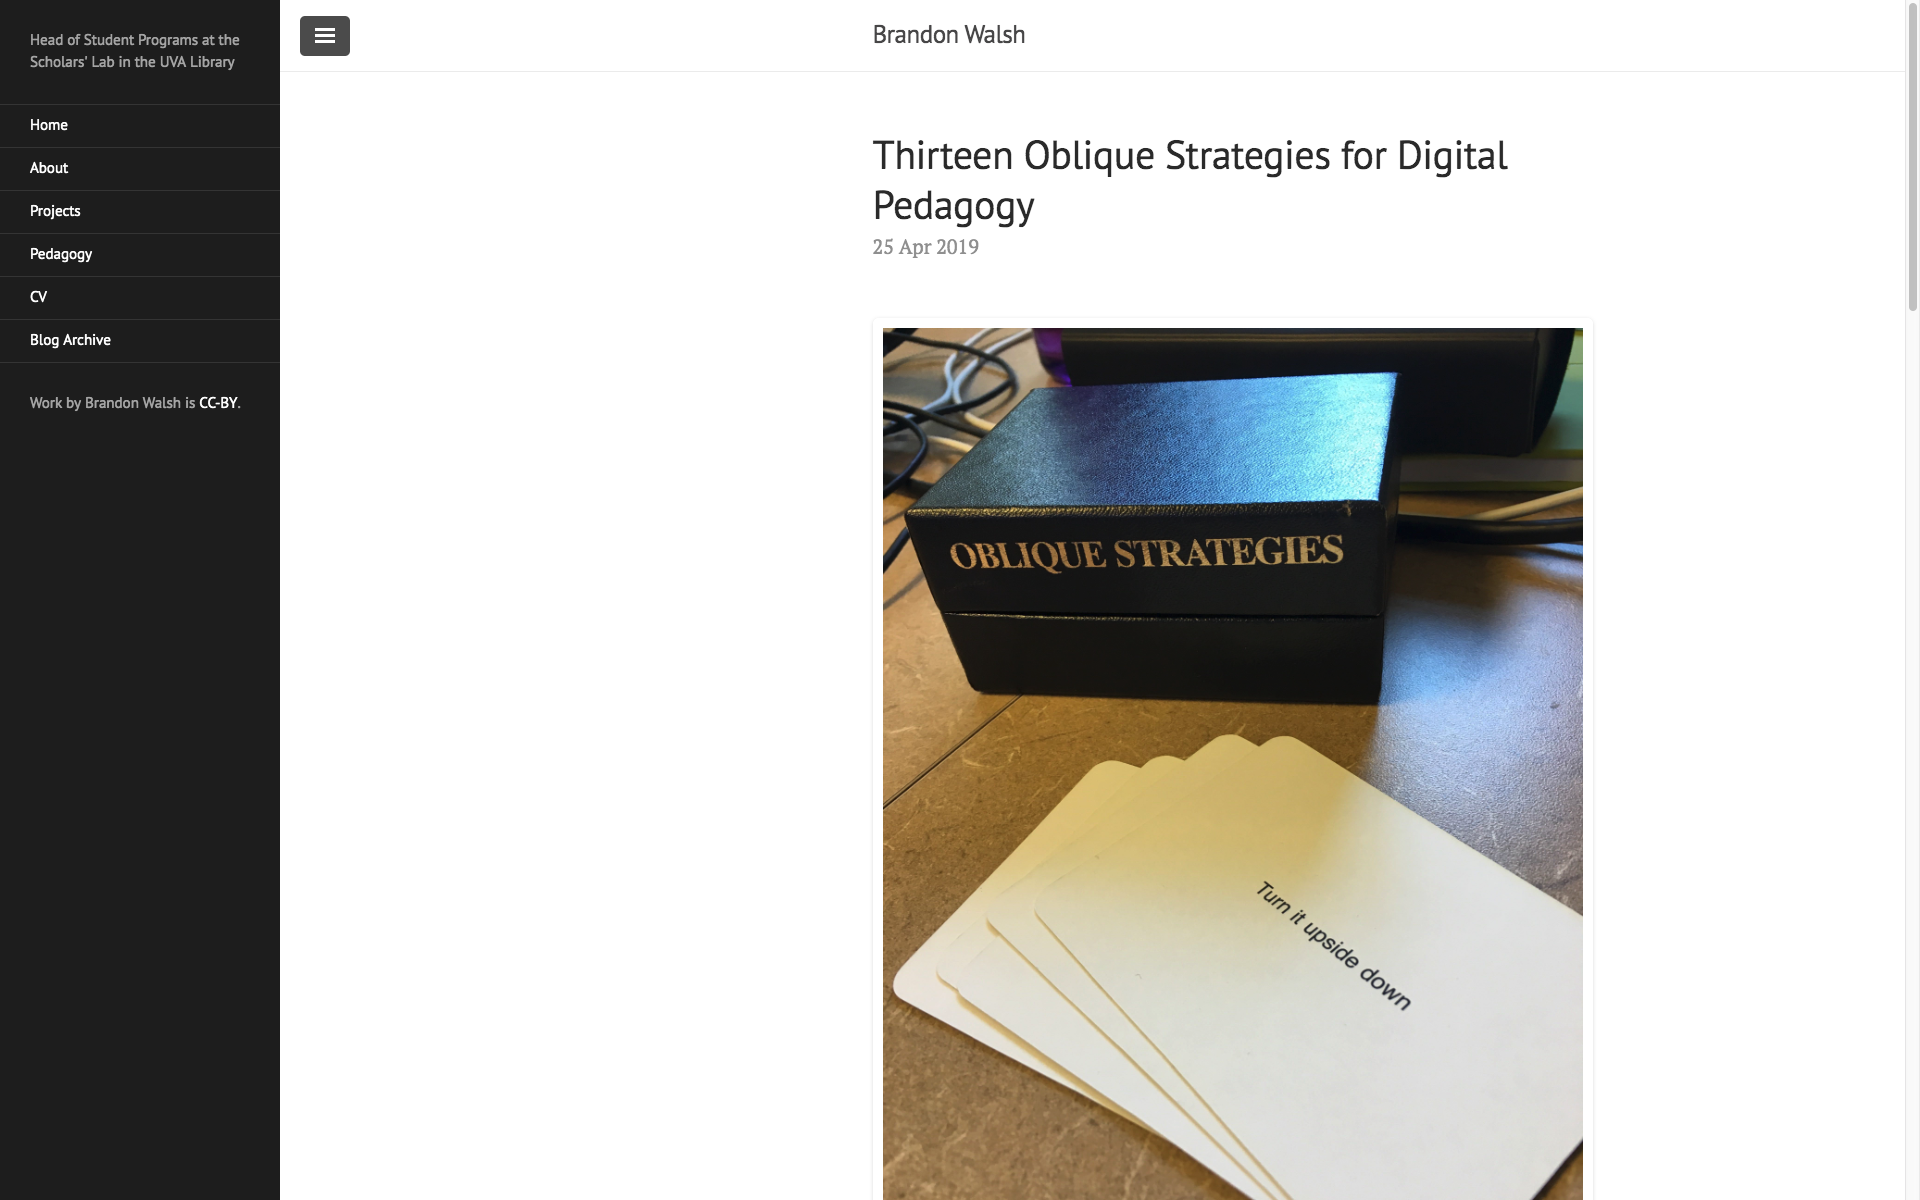 Head of Student Programs at the
Scholars' Lab in the UVA Library
Home
About
Projects
Pedagogy
CV
Blog Archive
Work by Brandon Walsh is CC-BY.
Brandon Walsh
Thirteen Oblique Strategies for Digital
Pedagogy
25 Apr 2019
OBLIQUE STRATEGIES
Turn it upside down